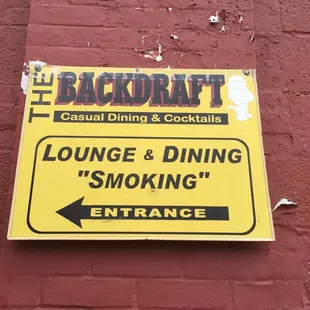 THE BACKDRAFT
Casual Dining & Cocktails
LOUNGE & DINING
"SMOKING"
ENTRANCE